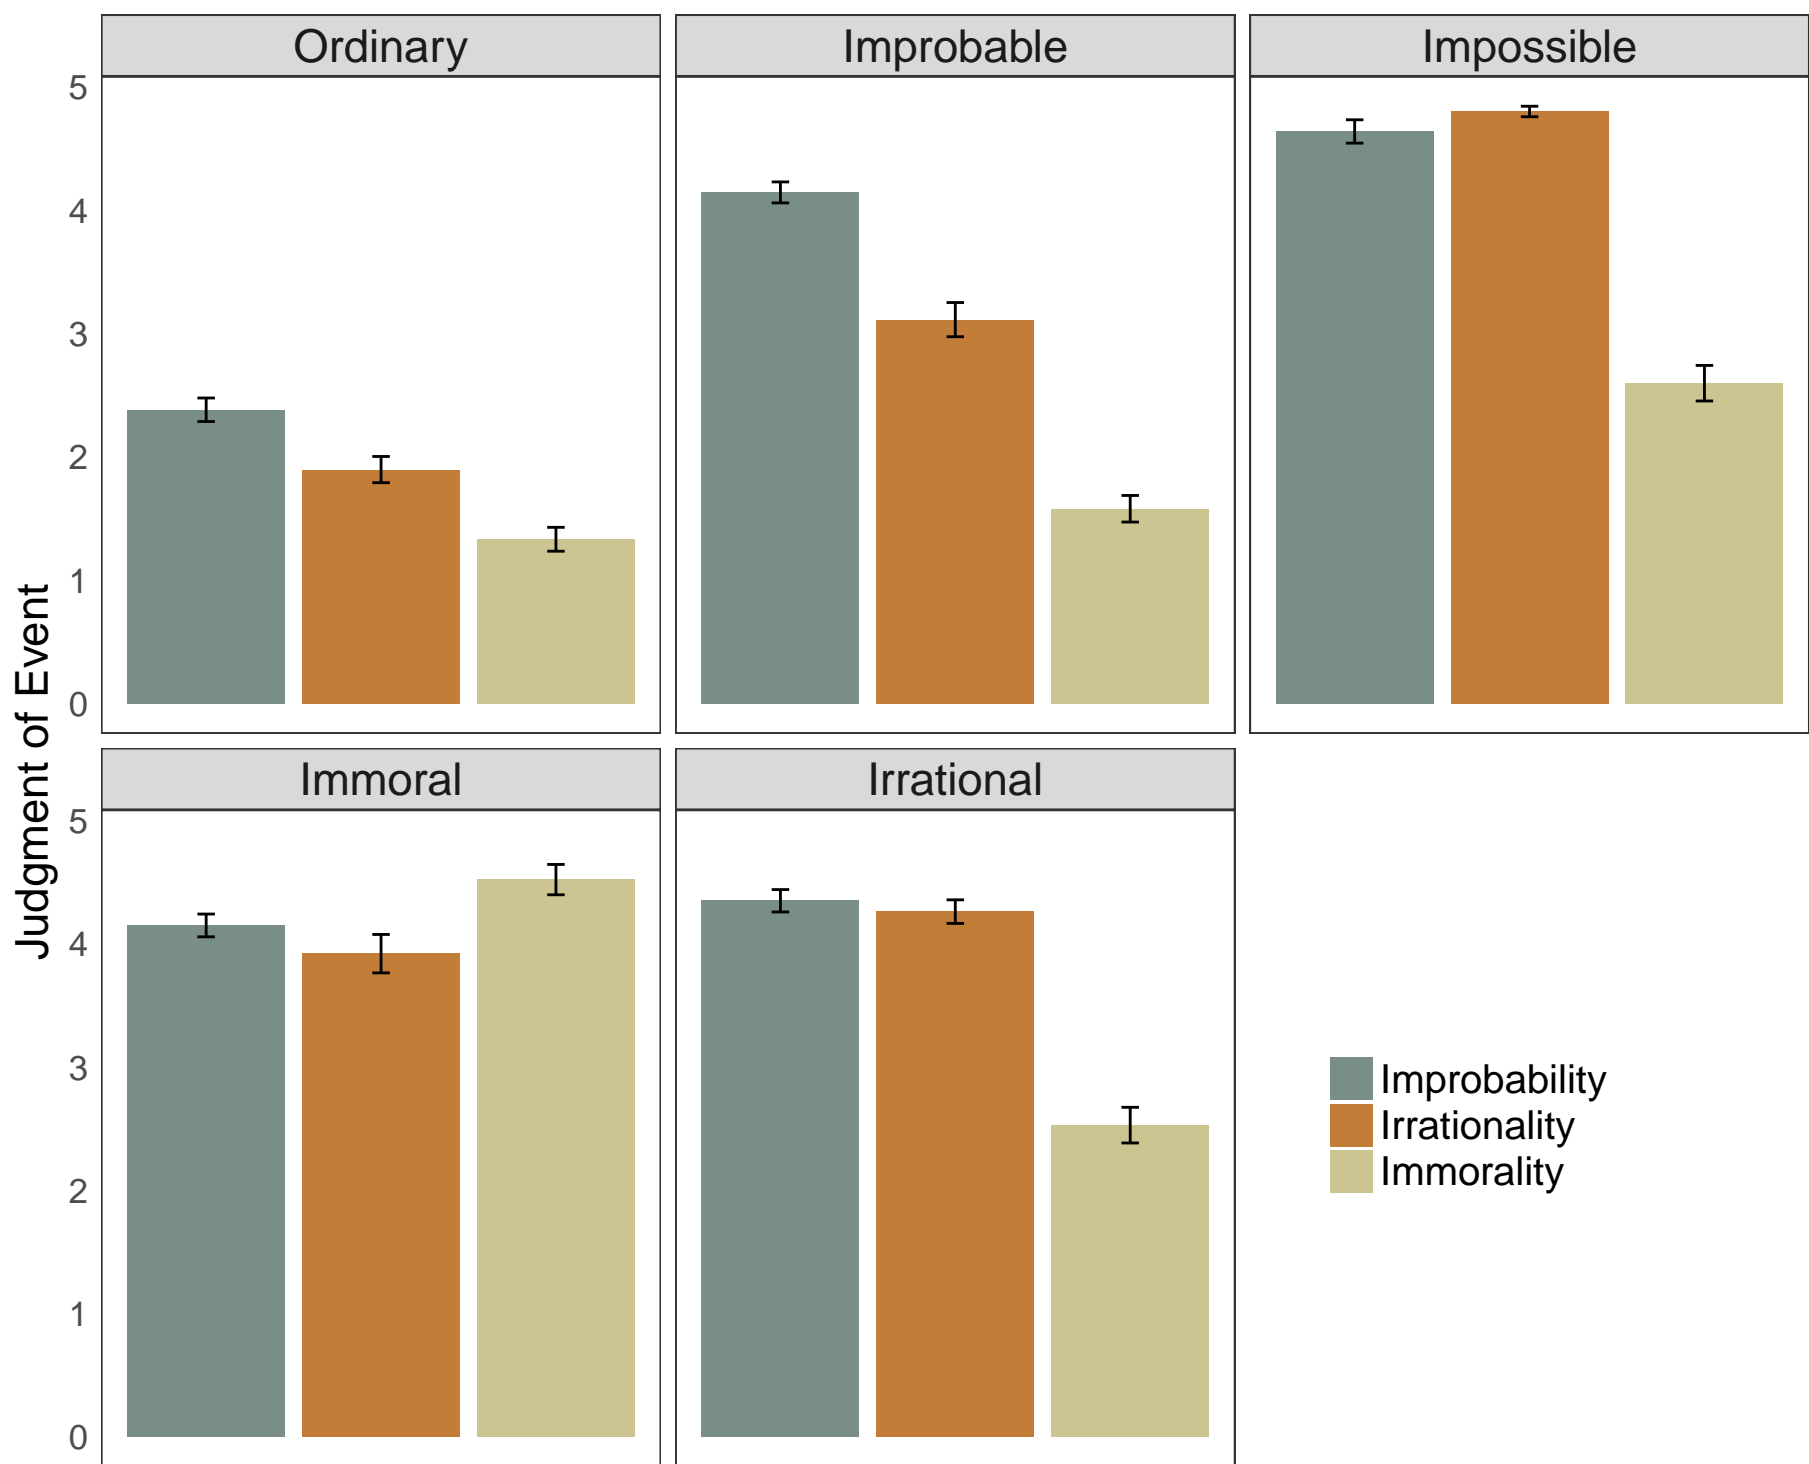 Ordinary
Improbable
Impossible
5
4
3
2
1
0
Judgment of Event
Immoral
Irrational
5
4
3
2
1
0
Improbability
Irrationality
Immorality